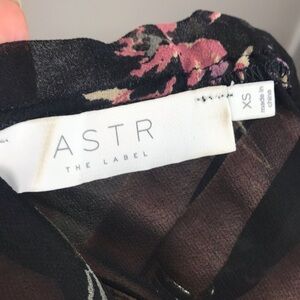 ASTR
THE LABEL
XS
made in
china